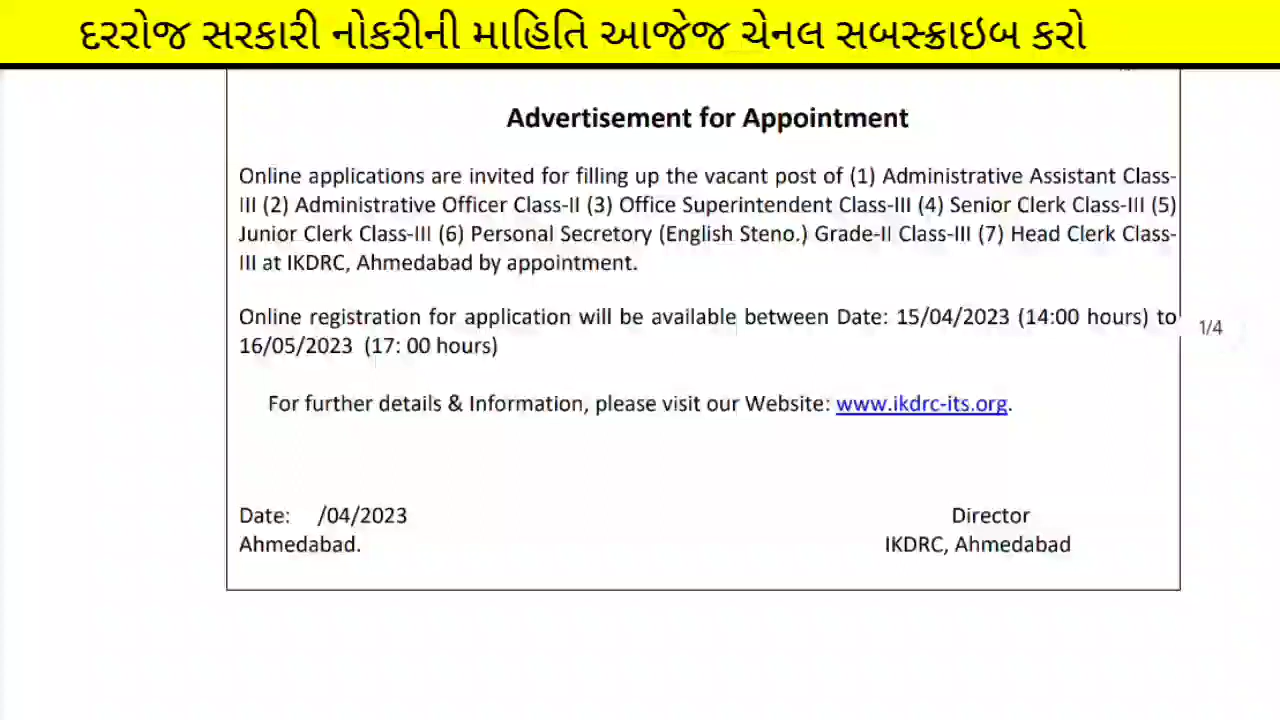 દરરોજ સરકારી નોકરીની માહિતિ આજેજ ચેનલ સબસ્ક્રાઇબ કરો
Advertisement for Appointment
Online applications are invited for filling up the vacant post of (1) Administrative Assistant Class-
III (2) Administrative Officer Class-II (3) Office Superintendent Class-III (4) Senior Clerk Class-III (5)
Junior Clerk Class-III (6) Personal Secretory (English Steno.) Grade-II Class-III (7) Head Clerk Class-
III at IKDRC, Ahmedabad by appointment.
Online registration for application will be available between Date: 15/04/2023 (14:00 hours) to
1/4
16/05/2023 (17: 00 hours)
For further details & Information, please visit our Website: www.ikdrc-its.org.
Date: /04/2023 Director
Ahmedabad. IKDRC, Ahmedabad